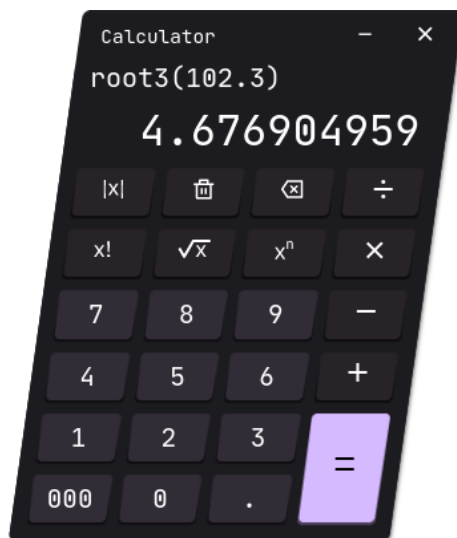 Calculator
root3(102.3)
4.676904959
|x| ÷
x! √x xⁿ ×
7 8 9 −
4 5 6 +
1 2 3
=
000 0 .